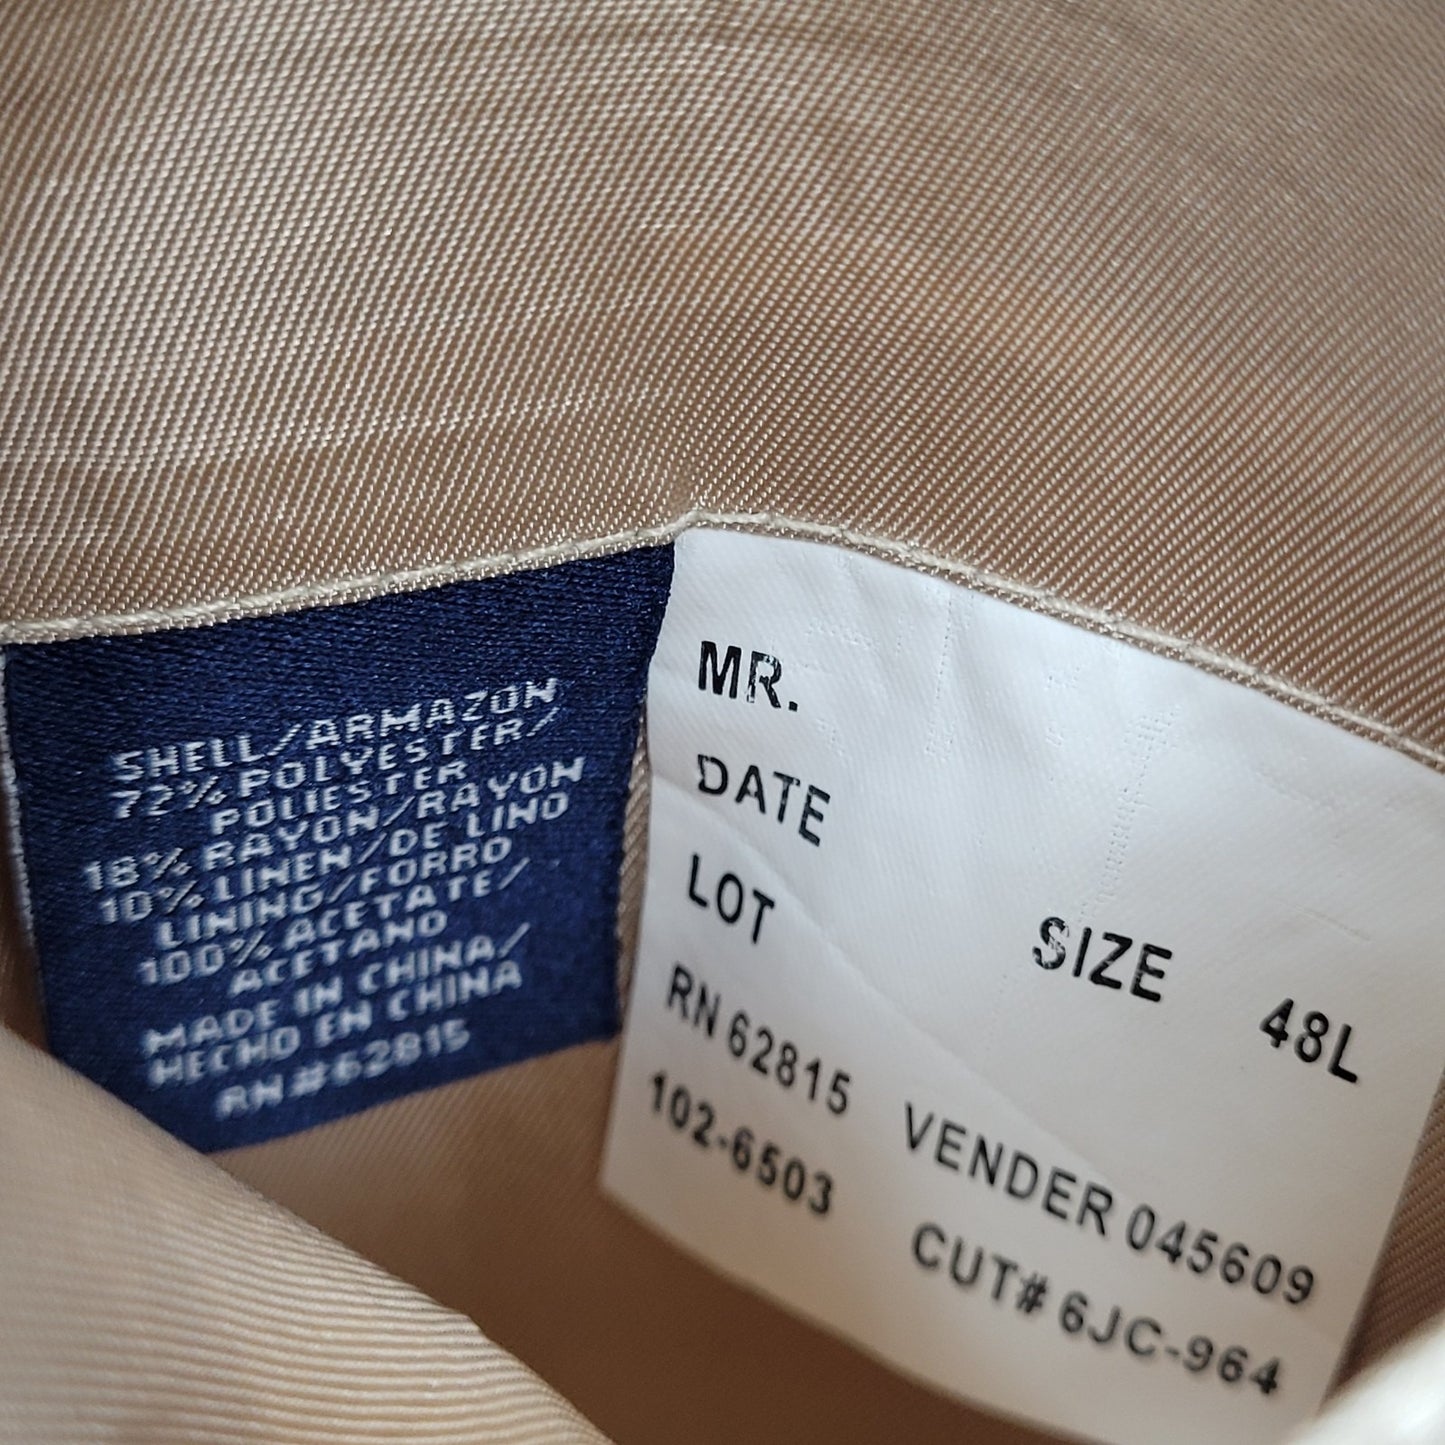 SHELL/ARMAZON
72% POLYESTER/
POLIESTER
18% RAYON/RAYON
10% LINEN/DE LINO
LINING/FORRO
100% ACETATE/
ACETANO
MADE IN CHINA/
HECHO EN CHINA
RN#62815
MR.
DATE
LOT SIZE 48L
RN 62815 VENDER 045609
102-6503 CUT# 6JC-964